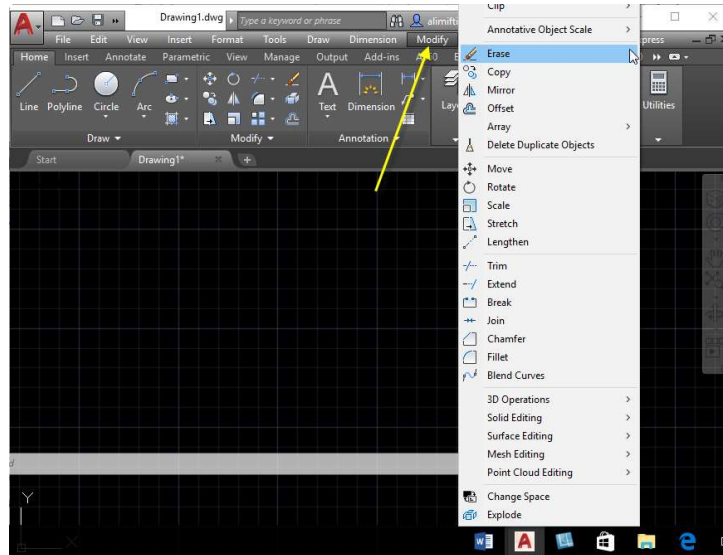 Drawing1.dwg Type a keyword or phrase alimifti
Clip
File Edit View Insert Format Tools Draw Dimension Modify
Annotative Object Scale
Home Insert Annotate Parametric View Manage Output Add-ins
Erase
Copy
Mirror
Offset
Array
Delete Duplicate Objects
Move
Rotate
Scale
Stretch
Lengthen
Trim
Extend
Break
Join
Chamfer
Fillet
Blend Curves
3D Operations
Solid Editing
Surface Editing
Mesh Editing
Point Cloud Editing
Change Space
Explode
Line Polyline Circle Arc Text Dimension Utilities
Draw Modify Annotation
Start Drawing1*
Y
X